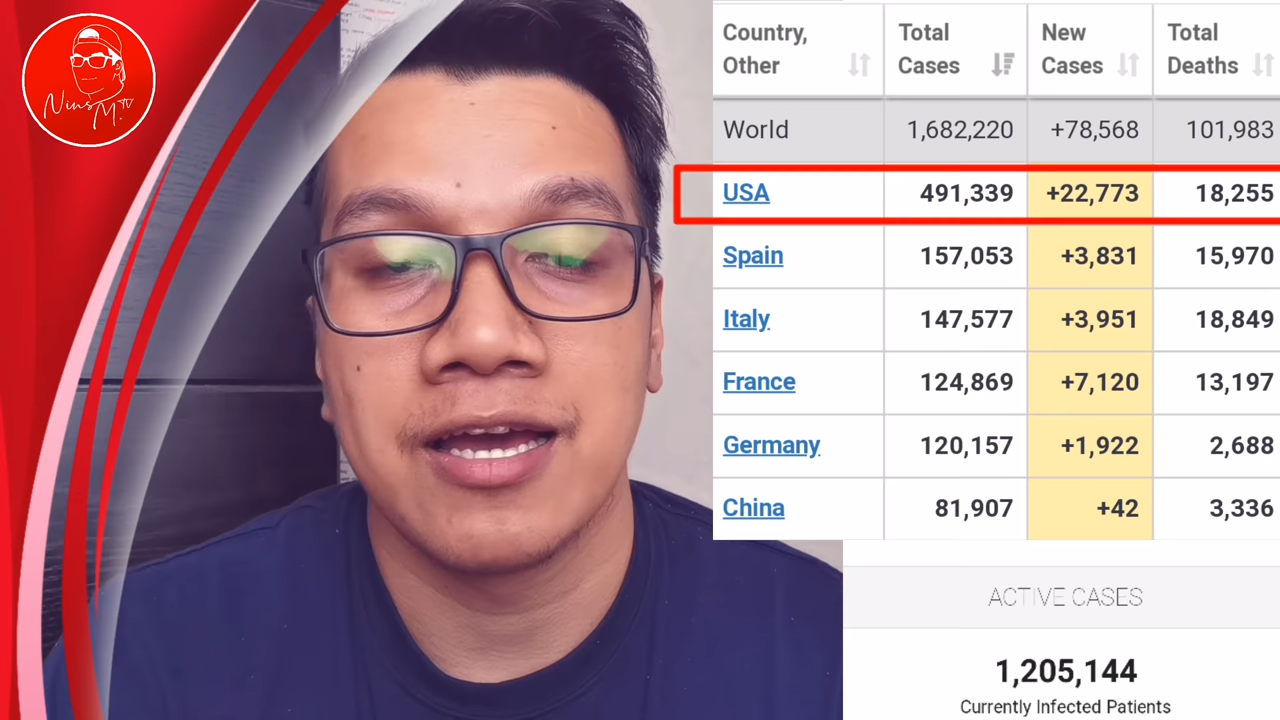 Nins
M. TV
Country, Other
Total Cases
New Cases
Total Deaths
World 1,682,220 +78,568 101,983
USA 491,339 +22,773 18,255
Spain 157,053 +3,831 15,970
Italy 147,577 +3,951 18,849
France 124,869 +7,120 13,197
Germany 120,157 +1,922 2,688
China 81,907 +42 3,336
ACTIVE CASES
1,205,144
Currently Infected Patients